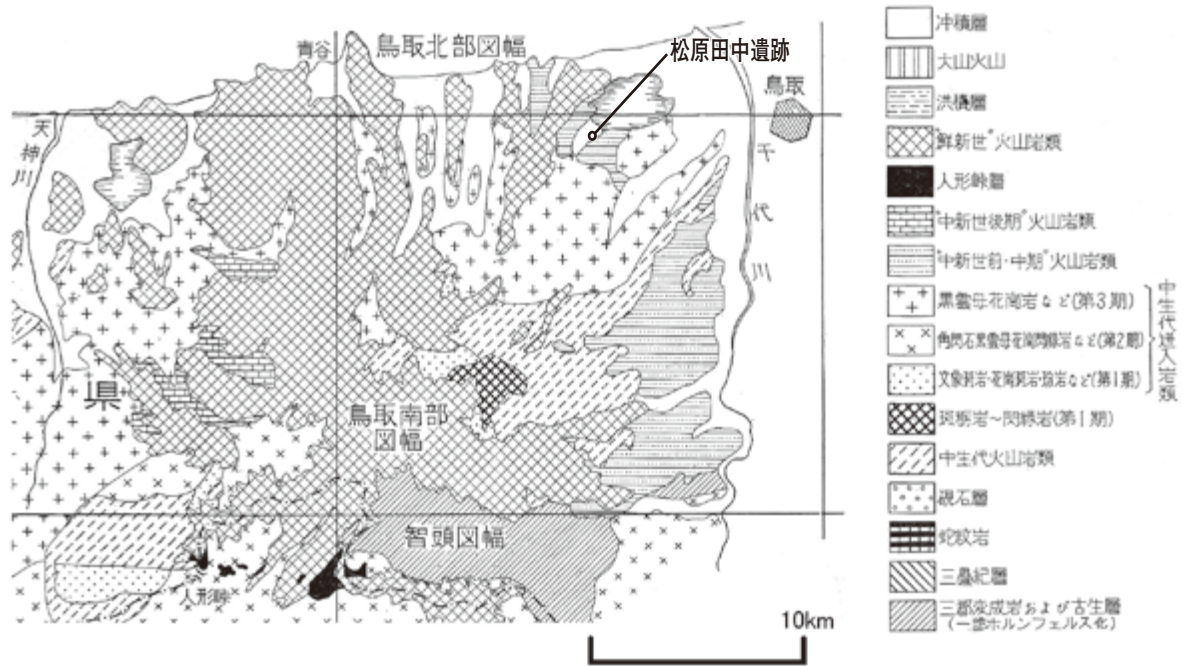 青谷
鳥取北部図幅
松原田中遺跡
鳥取
天神川
千代川
県
鳥取南部
図幅
智頭図幅
人形峠
10km
冲積層
大山火山
洪積層
"鮮新世"火山岩類
人形峠層
"中新世後期"火山岩類
"中新世前・中期"火山岩類
黒雲母花崗岩など(第3期)
角閃石黒雲母花崗閃緑岩など(第2期)
文象斑岩・花崗斑岩・玢岩など(第1期)
中生代迸入岩類
斑粝岩～閃緑岩(第1期)
中生代火山岩類
硯石層
蛇紋岩
三疊紀層
三郡変成岩および古生層
(一部ホルンフェルス化)